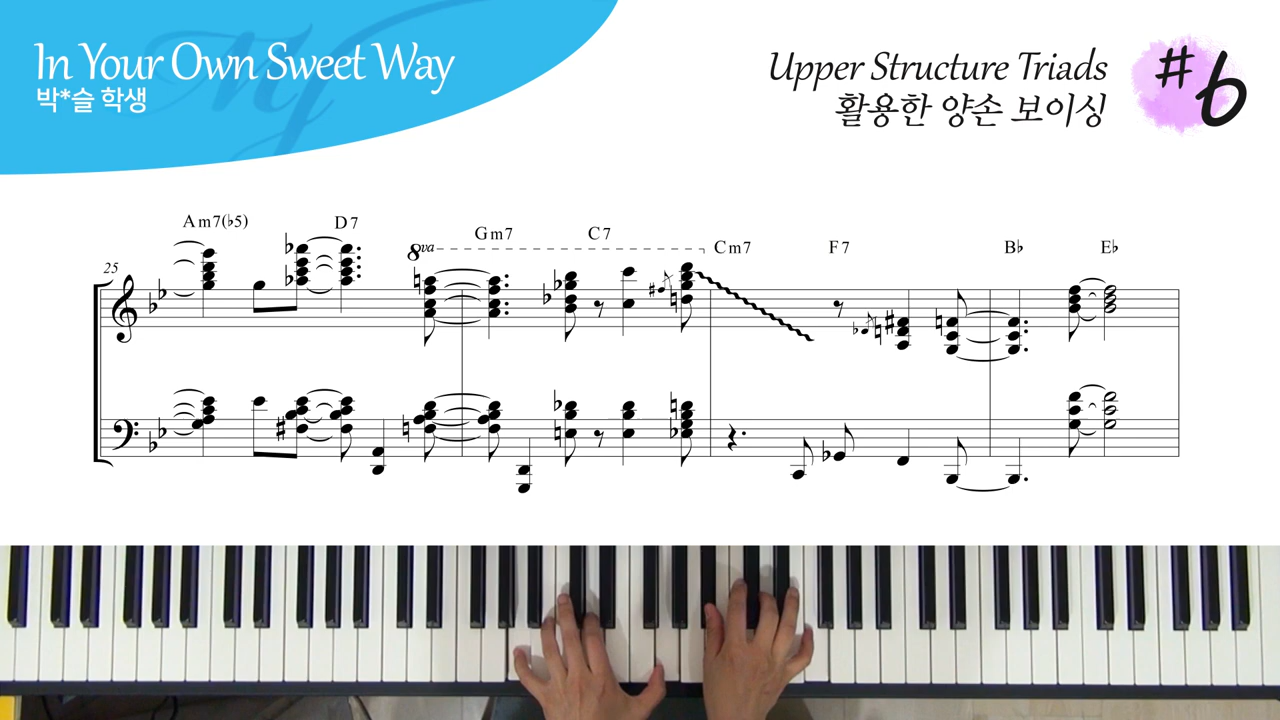 In Your Own Sweet Way
박*슬 학생
Upper Structure Triads
활용한 양손 보이싱
#6
Am7(♭5) D7 Gm7 C7 Cm7 F7 B♭ E♭
8va
25